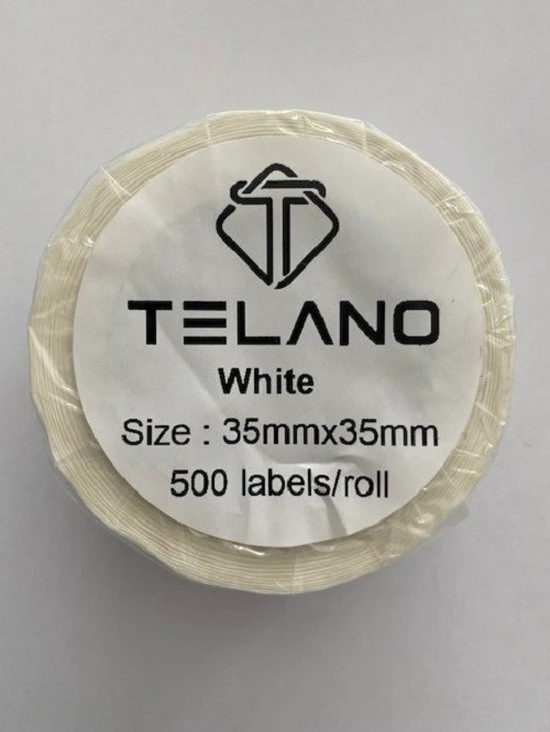 TELANO
White
Size : 35mmx35mm
500 labels/roll